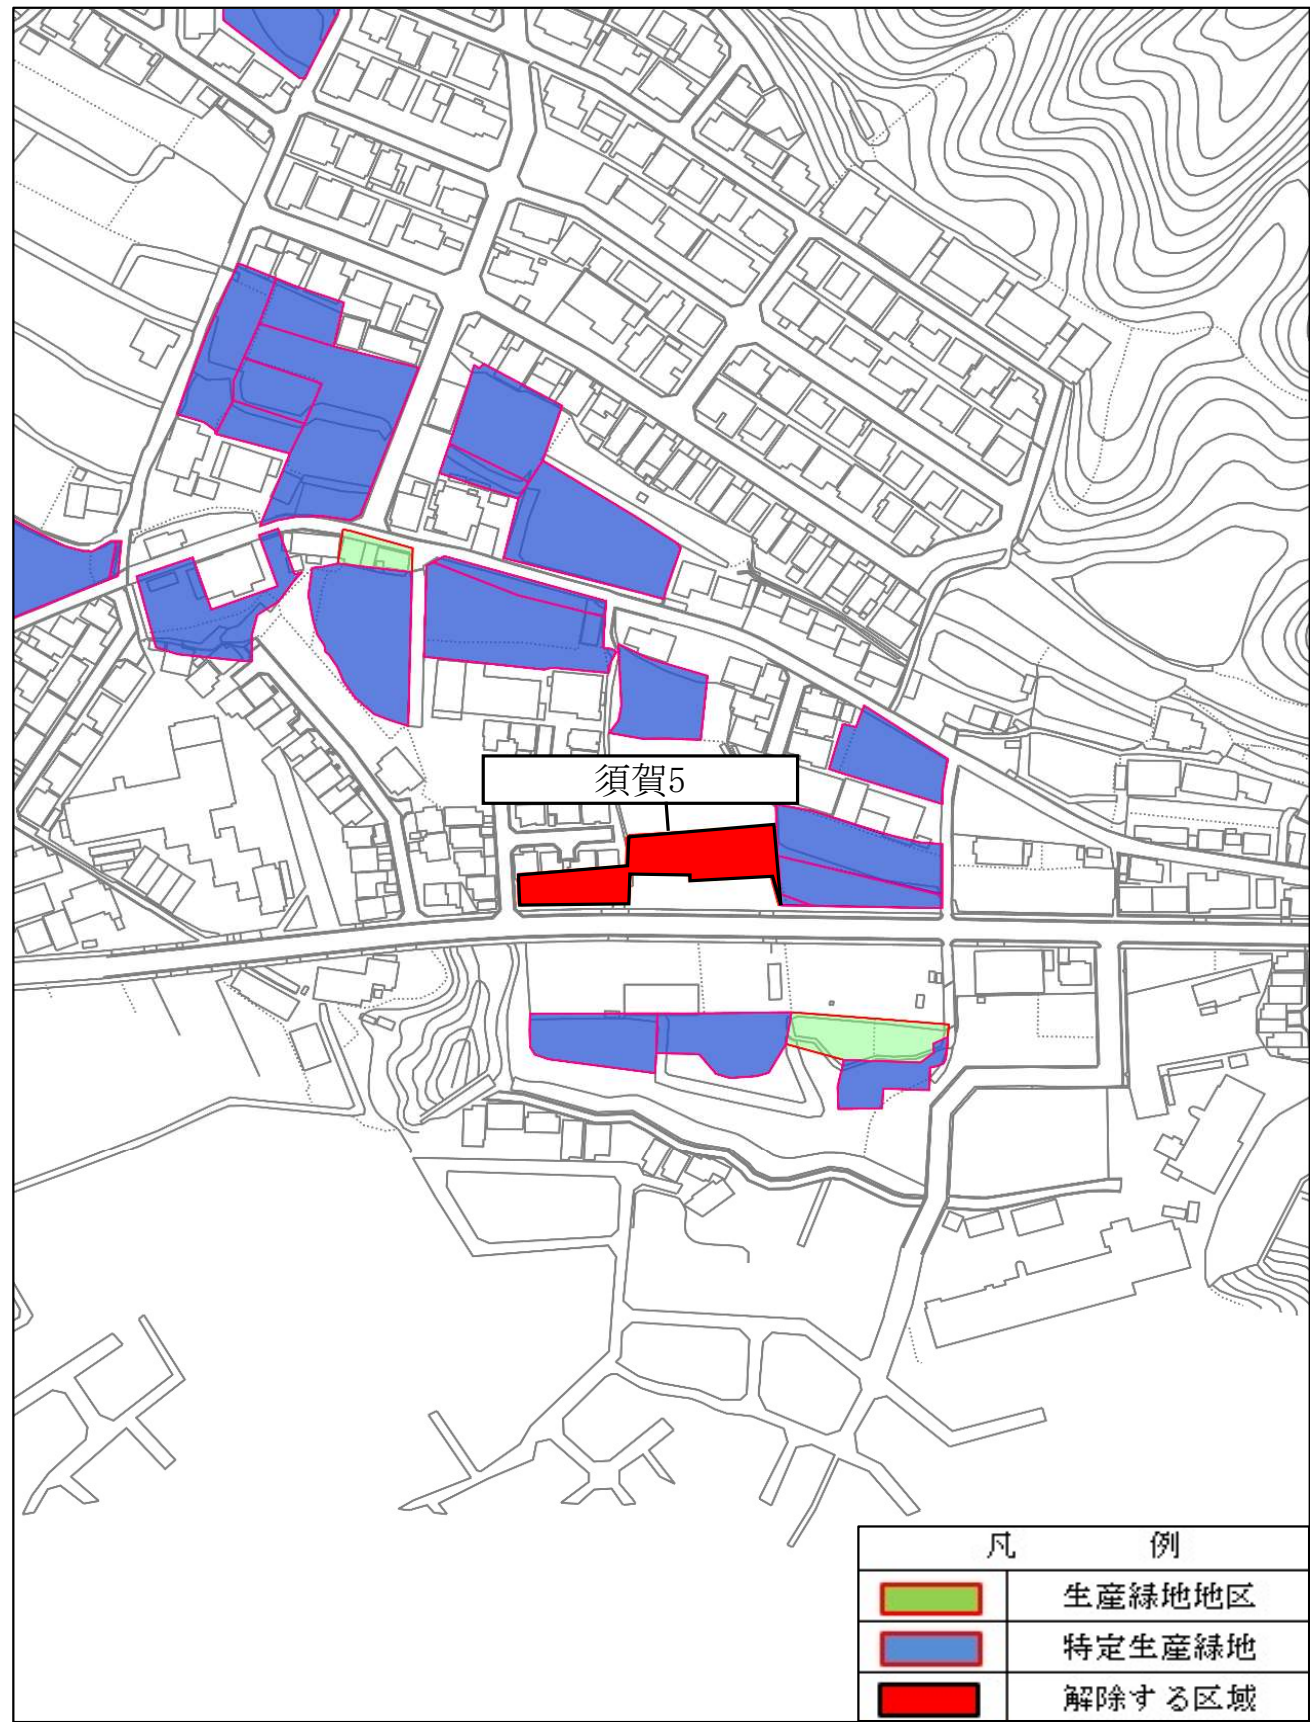 須賀5
凡 例
生産緑地地区
特定生産緑地
解除する区域